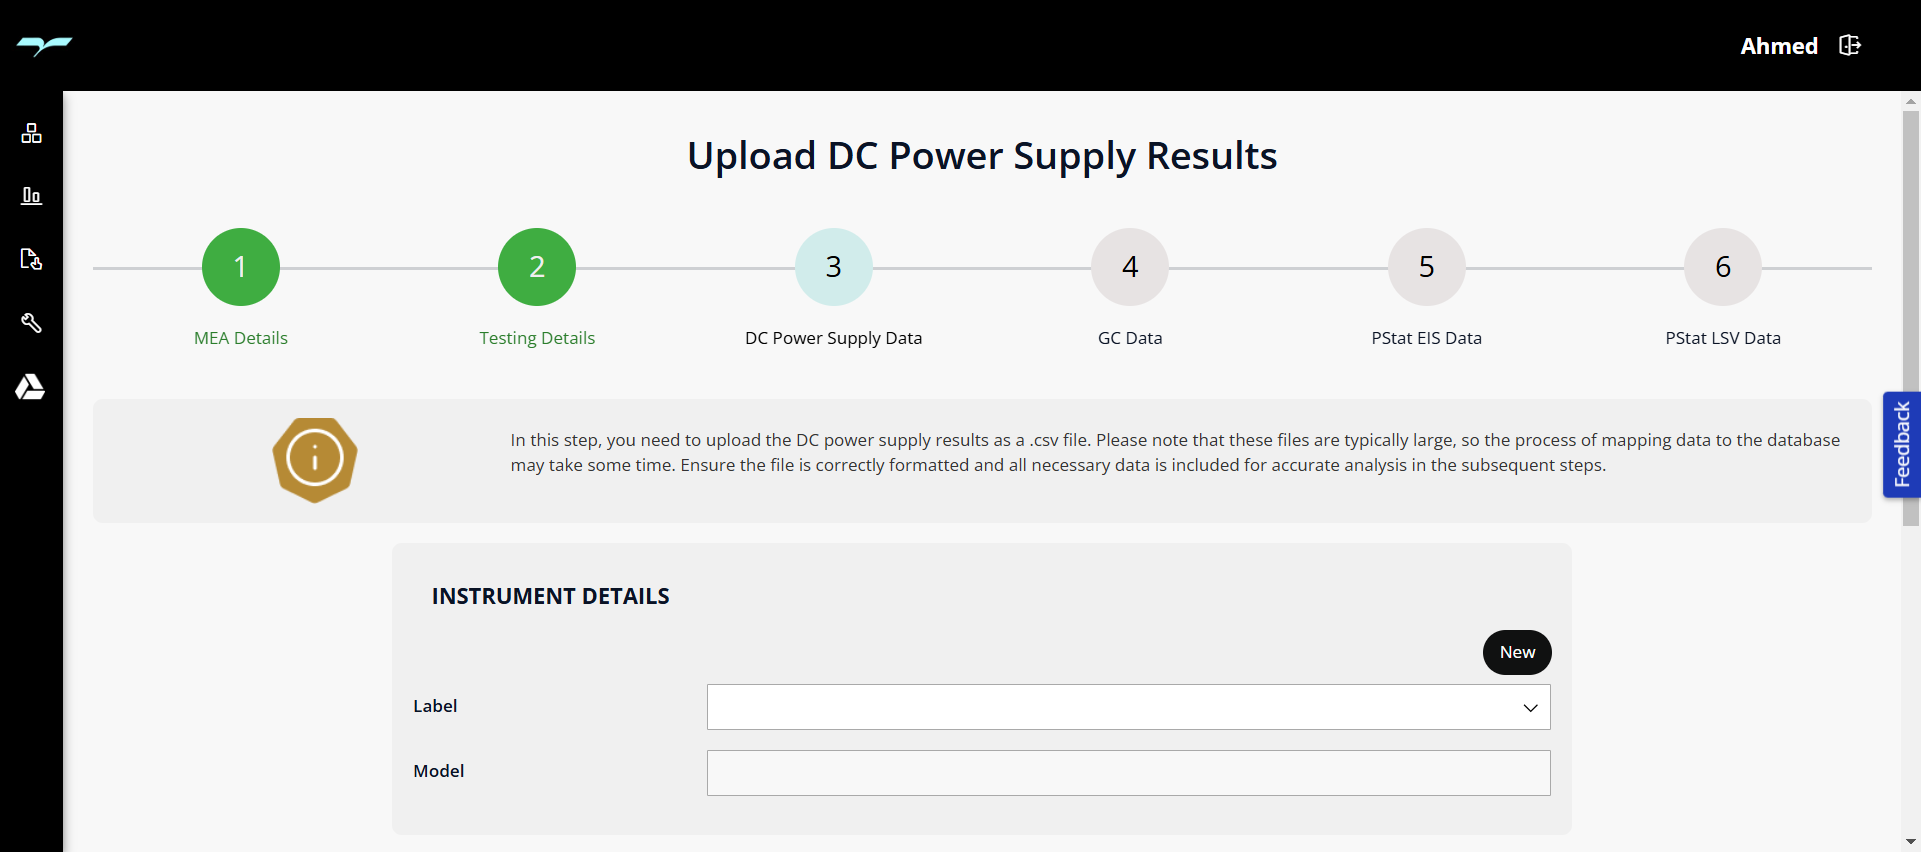 Ahmed
Upload DC Power Supply Results
1
2
3
4
5
6
MEA Details
Testing Details
DC Power Supply Data
GC Data
PStat EIS Data
PStat LSV Data
In this step, you need to upload the DC power supply results as a .csv file. Please note that these files are typically large, so the process of mapping data to the database
may take some time. Ensure the file is correctly formatted and all necessary data is included for accurate analysis in the subsequent steps.
Feedback
INSTRUMENT DETAILS
New
Label
Model